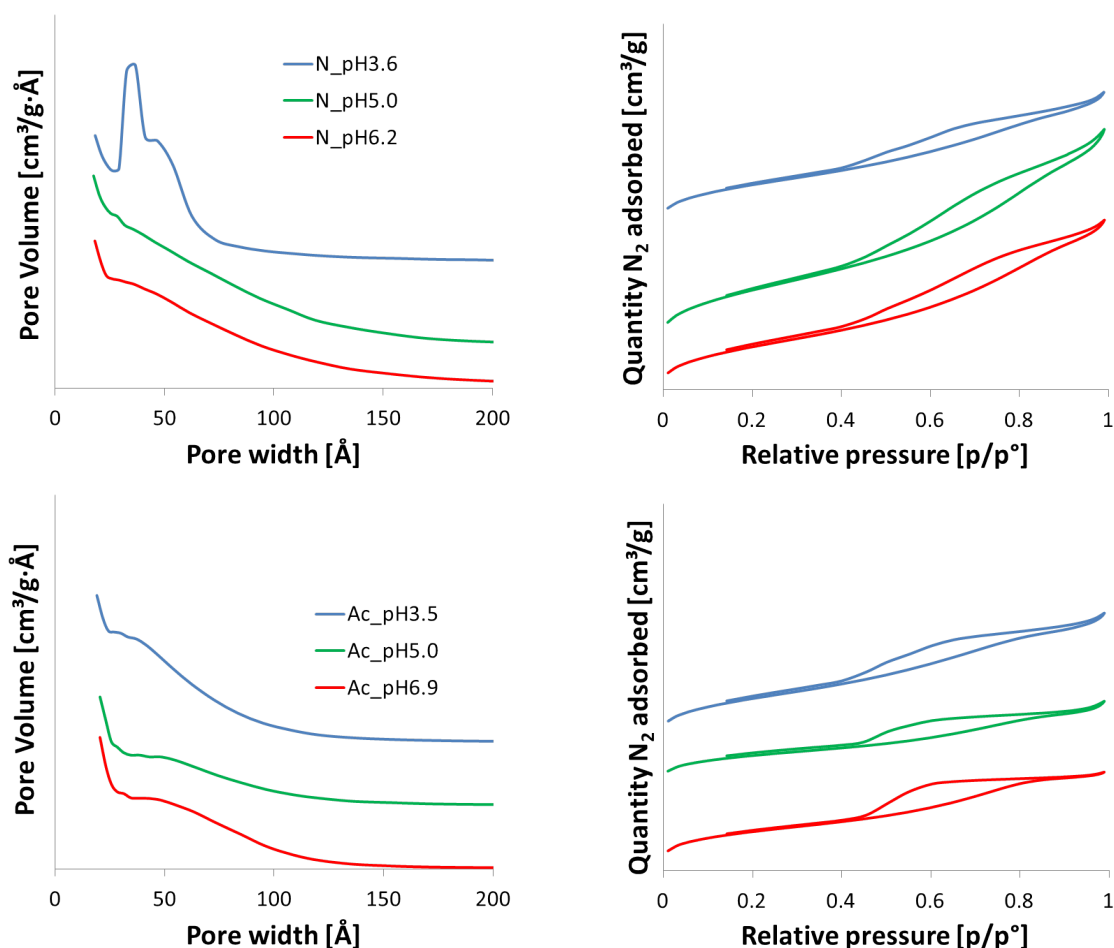 Pore Volume [cm³/g·Å]
N_pH3.6
N_pH5.0
N_pH6.2
0 50 100 150 200
Pore width [Å]
Quantity N₂ adsorbed [cm³/g]
0 0.2 0.4 0.6 0.8 1
Relative pressure [p/p°]
Pore Volume [cm³/g·Å]
Ac_pH3.5
Ac_pH5.0
Ac_pH6.9
0 50 100 150 200
Pore width [Å]
Quantity N₂ adsorbed [cm³/g]
0 0.2 0.4 0.6 0.8 1
Relative pressure [p/p°]